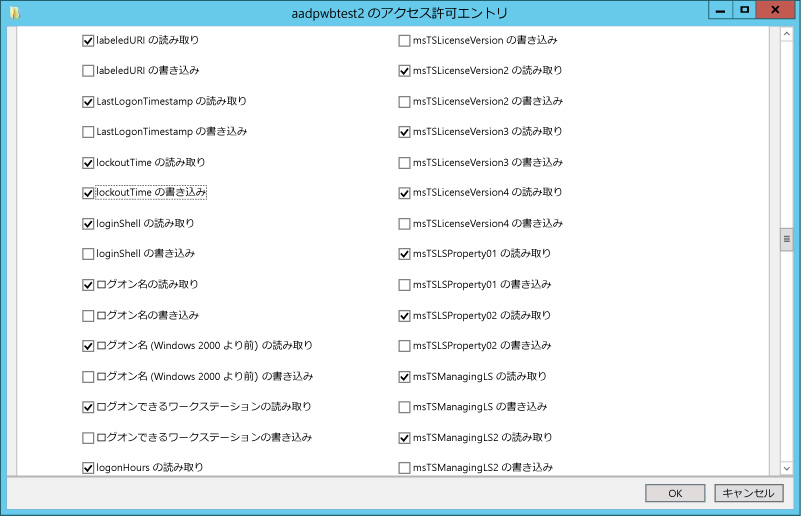 aadpwbtest2 のアクセス許可エントリ
labeledURI の読み取り
labeledURI の書き込み
LastLogonTimestamp の読み取り
LastLogonTimestamp の書き込み
lockoutTime の読み取り
lockoutTime の書き込み
loginShell の読み取り
loginShell の書き込み
ログオン名の読み取り
ログオン名の書き込み
ログオン名 (Windows 2000 より前) の読み取り
ログオン名 (Windows 2000 より前) の書き込み
ログオンできるワークステーションの読み取り
ログオンできるワークステーションの書き込み
logonHours の読み取り
msTSLicenseVersion の書き込み
msTSLicenseVersion2 の読み取り
msTSLicenseVersion2 の書き込み
msTSLicenseVersion3 の読み取り
msTSLicenseVersion3 の書き込み
msTSLicenseVersion4 の読み取り
msTSLicenseVersion4 の書き込み
msTSLSProperty01 の読み取り
msTSLSProperty01 の書き込み
msTSLSProperty02 の読み取り
msTSLSProperty02 の書き込み
msTSManagingLS の読み取り
msTSManagingLS の書き込み
msTSManagingLS2 の読み取り
msTSManagingLS2 の書き込み
OK
キャンセル